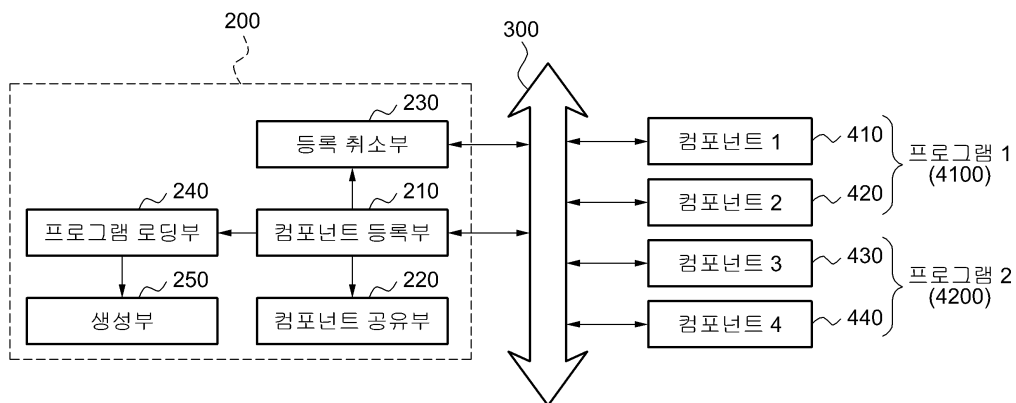 200
300
230
등록 취소부
컴포넌트 1
410
프로그램 1
(4100)
240
210
컴포넌트 2
420
프로그램 로딩부
컴포넌트 등록부
컴포넌트 3
430
프로그램 2
(4200)
250
220
생성부
컴포넌트 공유부
컴포넌트 4
440